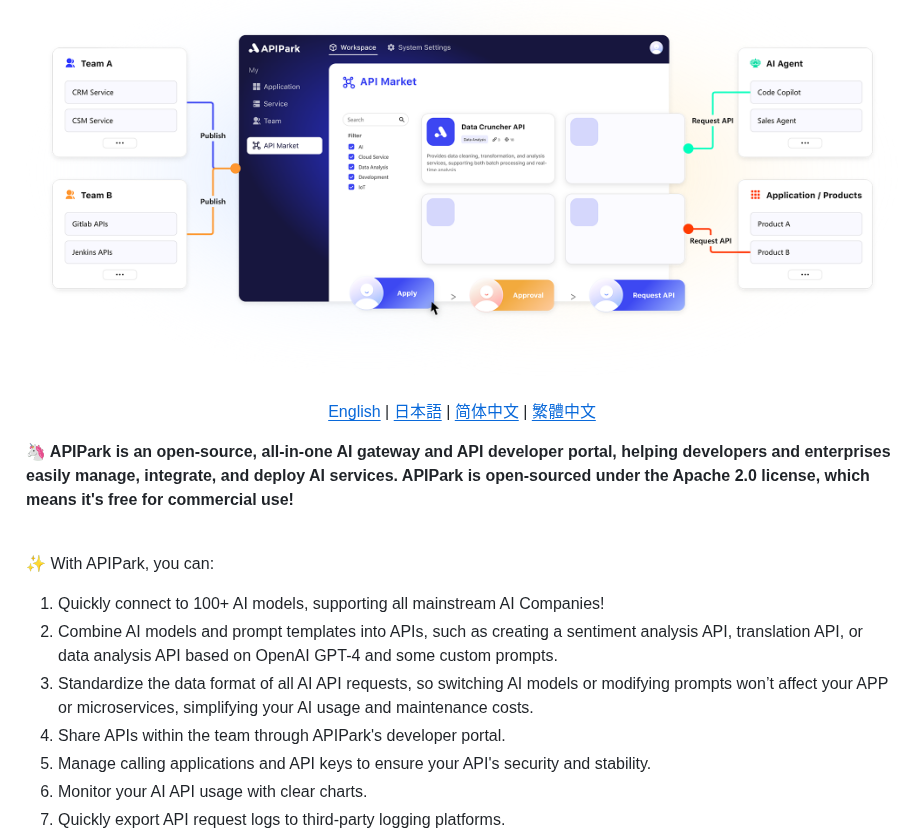 APIPark
Workspace
System Settings
Team A
CRM Service
CSM Service
Publish
Team B
Gitlab APIs
Jenkins APIs
Publish
My
Application
Service
Team
API Market
API Market
Search
Filter
AI
Cloud Service
Data Analysis
Development
IoT
Data Cruncher API
Data Analysis
Provides data cleaning, transformation, and analysis
services, supporting both batch processing and real-
time analysis
Apply
>
Approval
>
Request API
AI Agent
Code Copilot
Sales Agent
Request API
Application / Products
Product A
Product B
Request API
English | 日本語 | 简体中文 | 繁體中文
🦄 APIPark is an open-source, all-in-one AI gateway and API developer portal, helping developers and enterprises
easily manage, integrate, and deploy AI services. APIPark is open-sourced under the Apache 2.0 license, which
means it's free for commercial use!
✨ With APIPark, you can:
1. Quickly connect to 100+ AI models, supporting all mainstream AI Companies!
2. Combine AI models and prompt templates into APIs, such as creating a sentiment analysis API, translation API, or
data analysis API based on OpenAI GPT-4 and some custom prompts.
3. Standardize the data format of all AI API requests, so switching AI models or modifying prompts won’t affect your APP
or microservices, simplifying your AI usage and maintenance costs.
4. Share APIs within the team through APIPark's developer portal.
5. Manage calling applications and API keys to ensure your API's security and stability.
6. Monitor your AI API usage with clear charts.
7. Quickly export API request logs to third-party logging platforms.